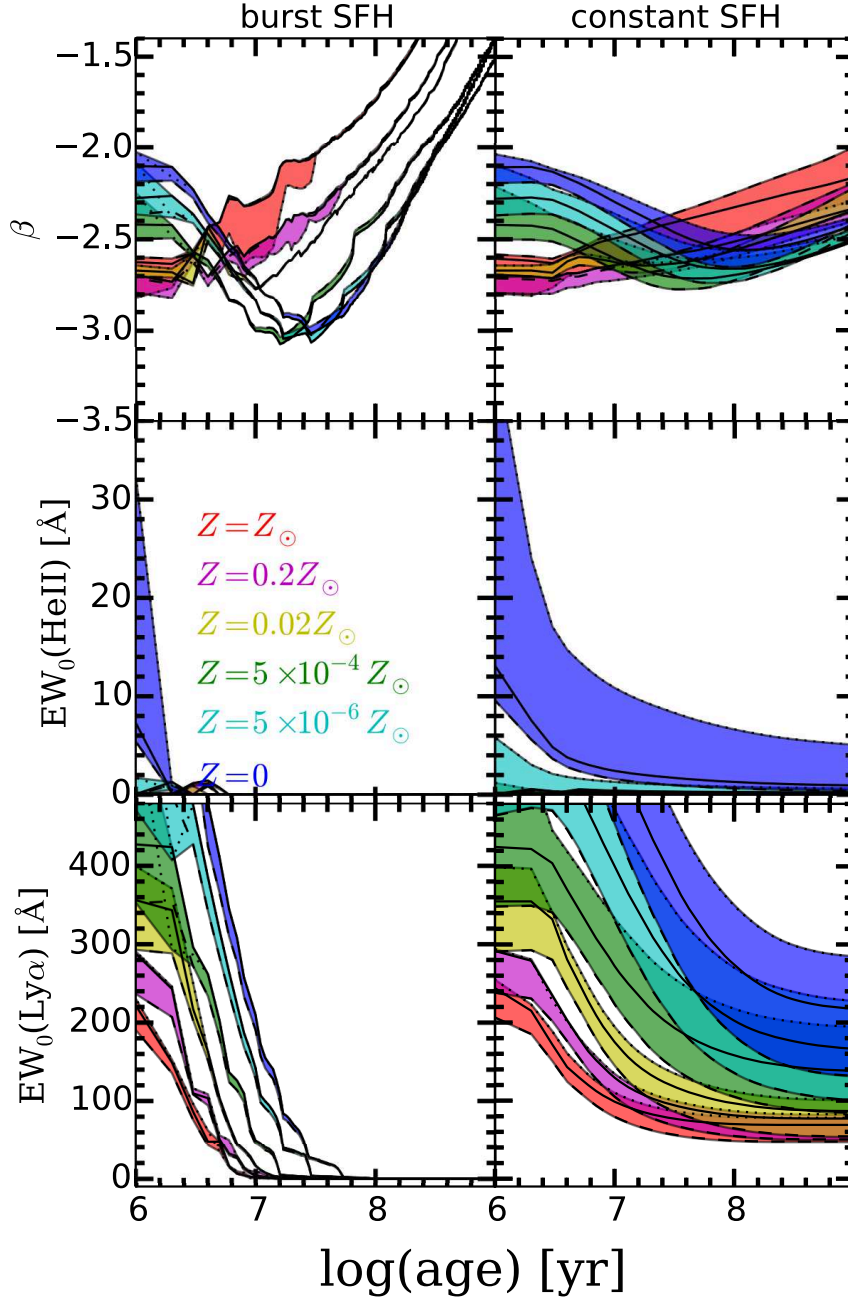 burst SFH constant SFH
−1.5
−2.0
−2.5
−3.0
−3.5
β
30
20
10
0
EW₀(HeII) [Å]
Z=Z☉
Z=0.2Z☉
Z=0.02Z☉
Z=5×10⁻⁴ Z☉
Z=5×10⁻⁶ Z☉
Z=0
400
300
200
100
0
EW₀(Lyα) [Å]
6 7 8 6 7 8
log(age) [yr]